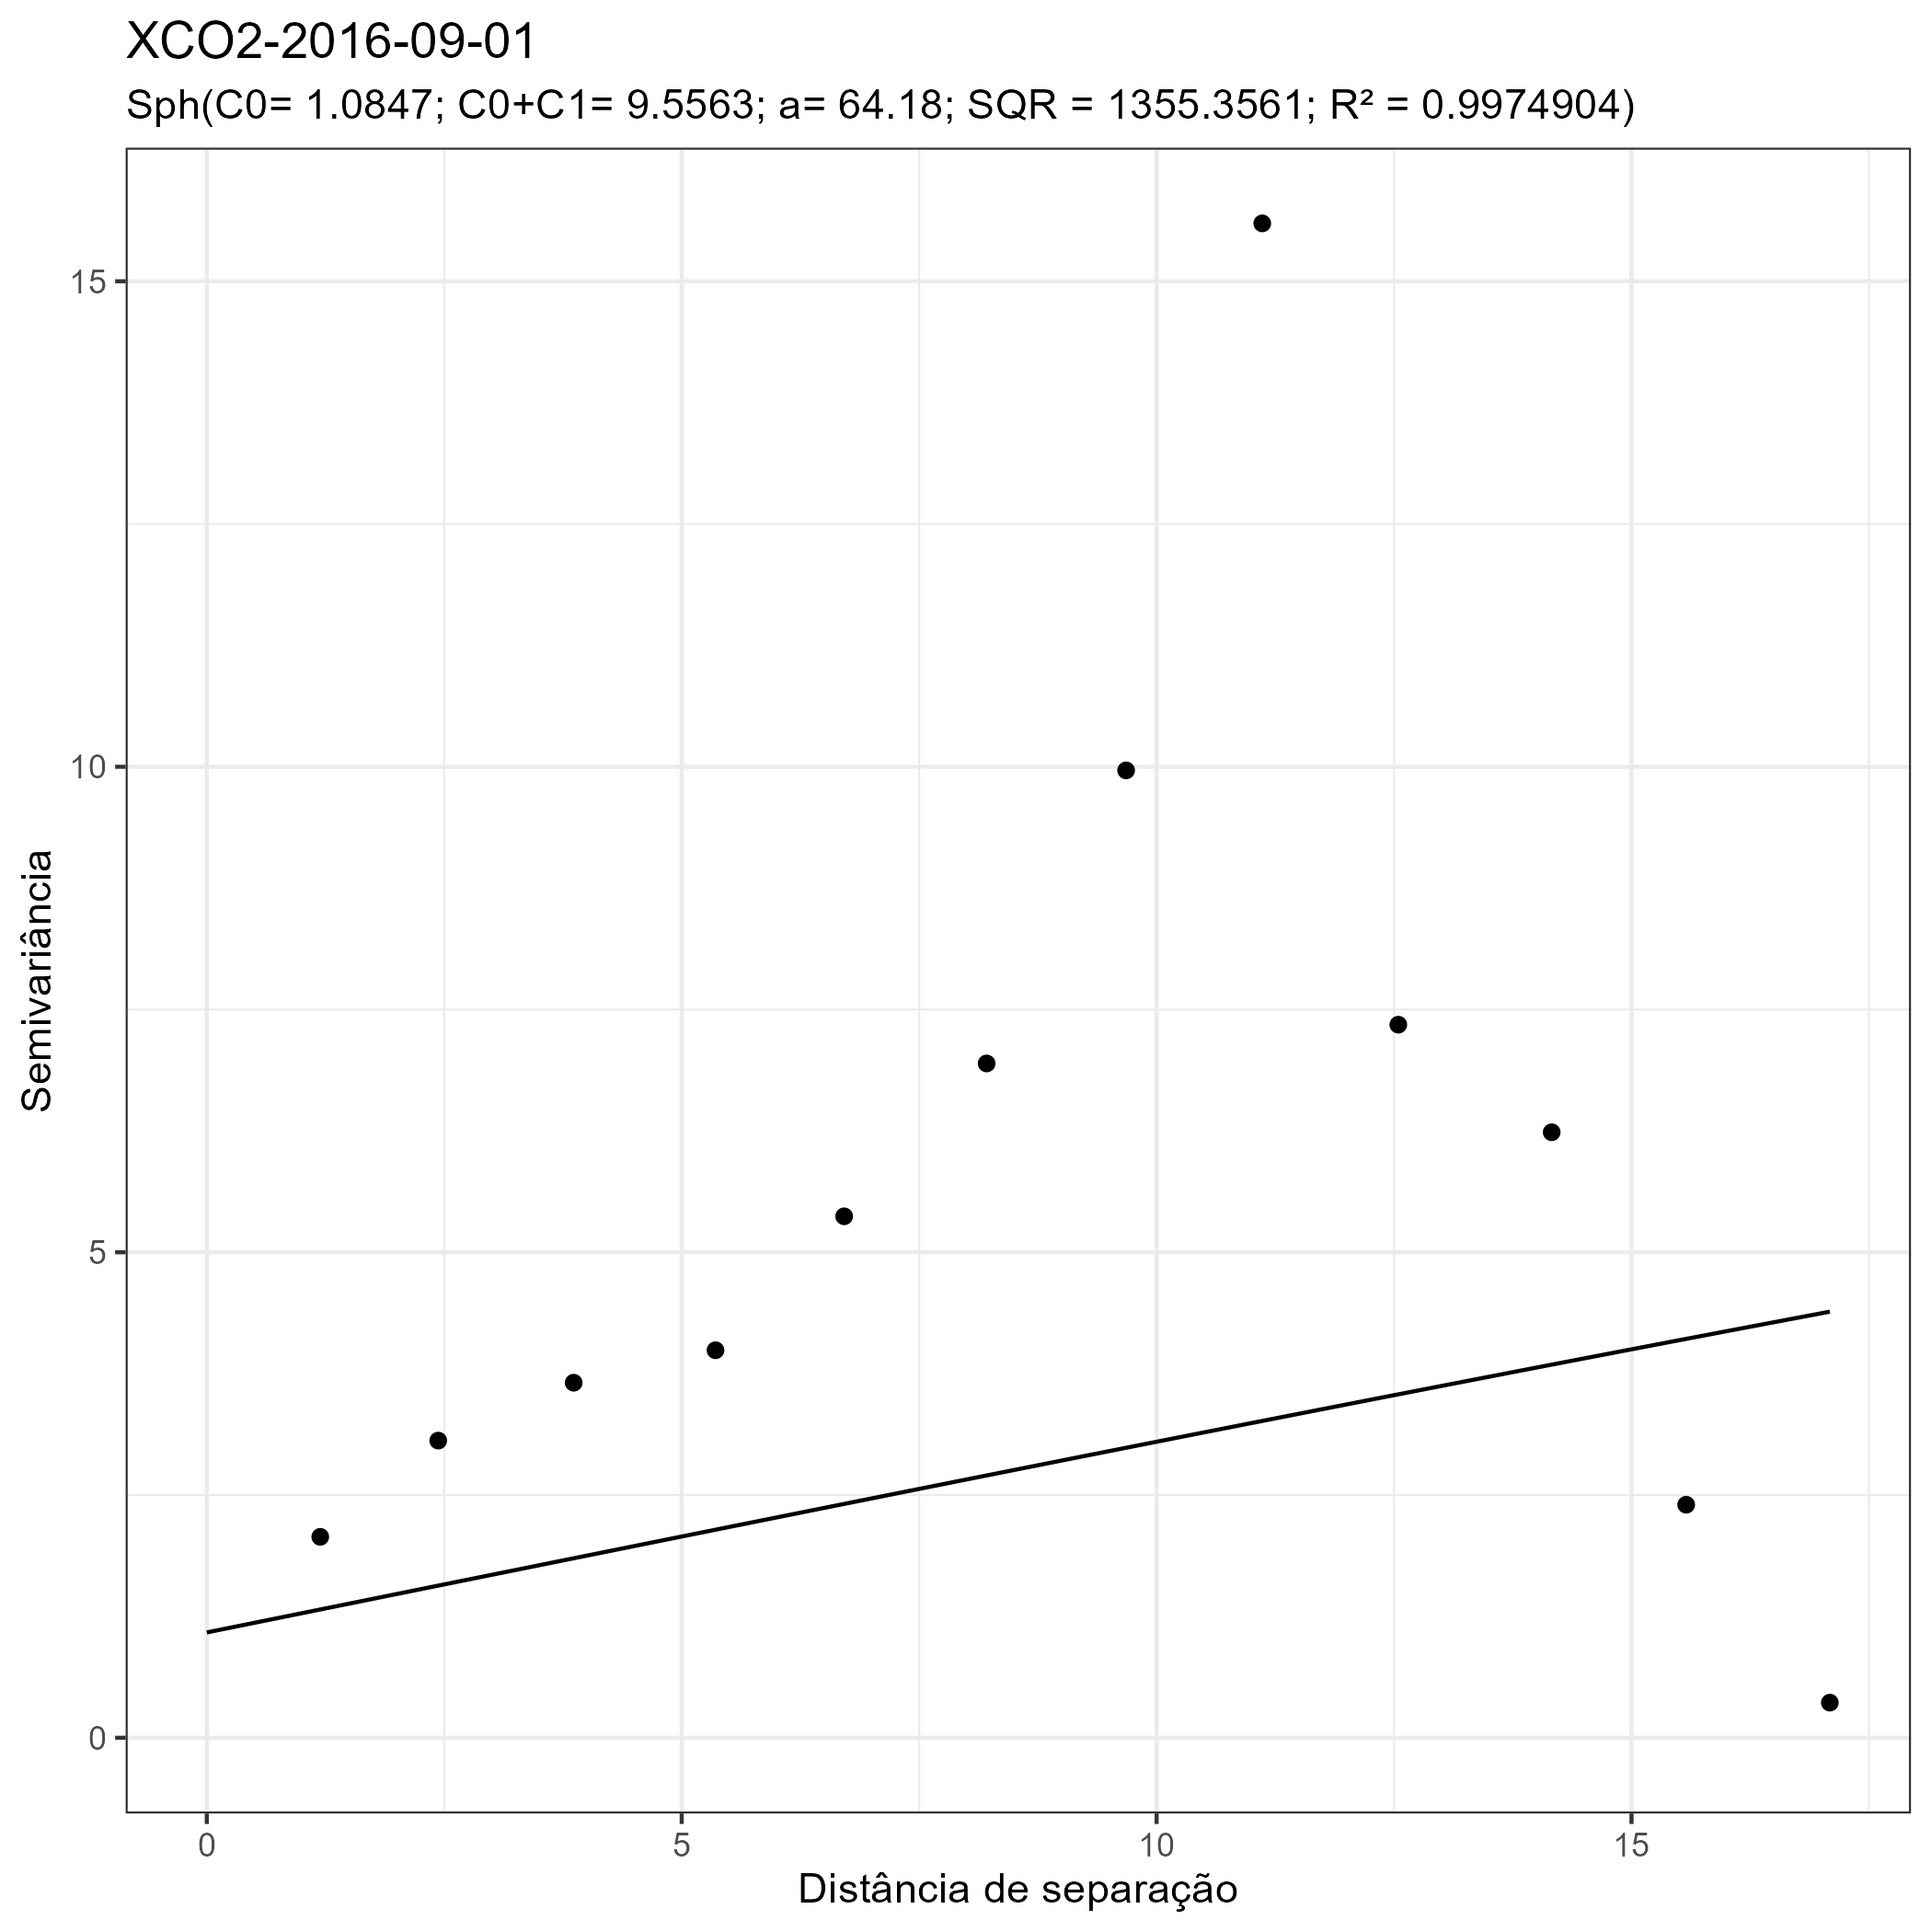 XCO2-2016-09-01
Sph(C0= 1.0847; C0+C1= 9.5563; a= 64.18; SQR = 1355.3561; R² = 0.9974904)
15
10
5
0
Semivariância
0 5 10 15
Distância de separação